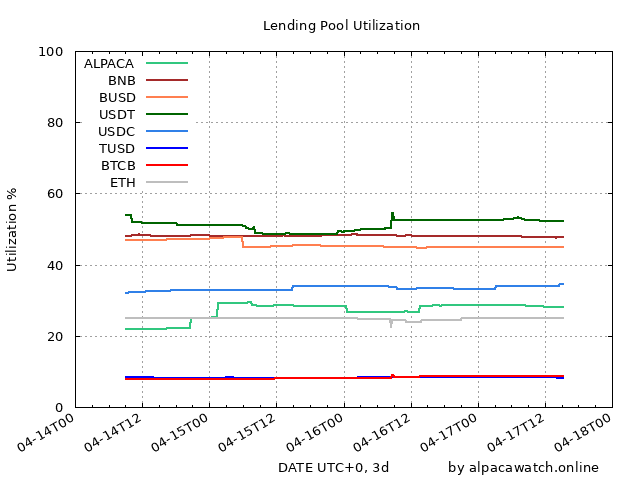 Lending Pool Utilization
100
80
60
40
20
0
Utilization %
ALPACA
BNB
BUSD
USDT
USDC
TUSD
BTCB
ETH
04-14T00
04-14T12
04-15T00
04-15T12
04-16T00
04-16T12
04-17T00
04-17T12
04-18T00
DATE UTC+0, 3d
by alpacawatch.online